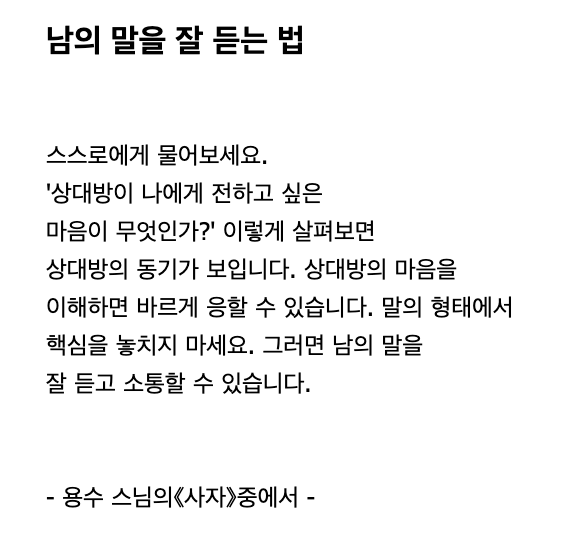 남의 말을 잘 듣는 법
스스로에게 물어보세요.
'상대방이 나에게 전하고 싶은
마음이 무엇인가?' 이렇게 살펴보면
상대방의 동기가 보입니다. 상대방의 마음을
이해하면 바르게 응할 수 있습니다. 말의 형태에서
핵심을 놓치지 마세요. 그러면 남의 말을
잘 듣고 소통할 수 있습니다.
- 용수 스님의《사자》중에서 -